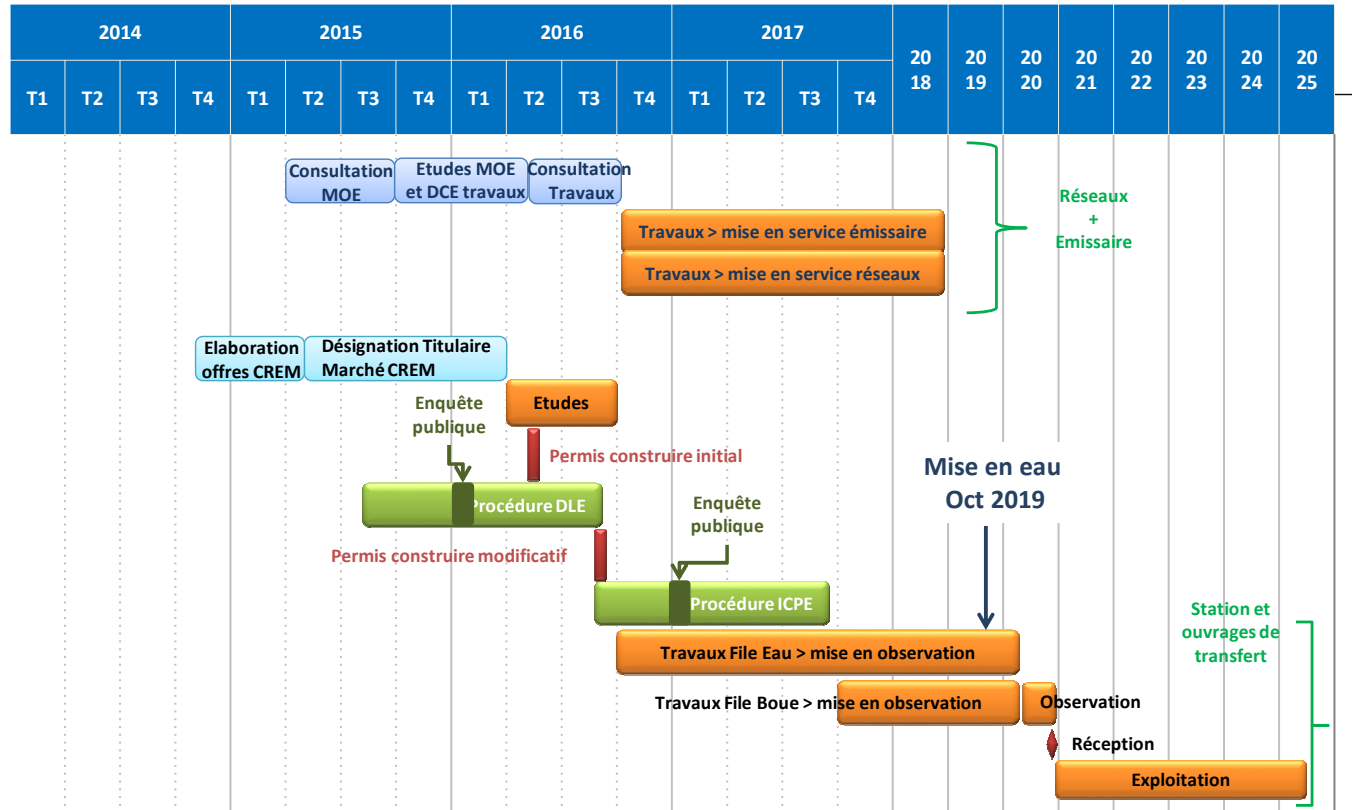 2014 2015 2016 2017
20 20 20 20 20 20 20 20
18 19 20 21 22 23 24 25
T1 T2 T3 T4 T1 T2 T3 T4 T1 T2 T3 T4 T1 T2 T3 T4
Consultation
MOE
Etudes MOE
et DCE travaux
Consultation
Travaux
Réseaux
+
Emissaire
Travaux > mise en service émissaire
Travaux > mise en service réseaux
Elaboration
offres CREM
Désignation Titulaire
Marché CREM
Enquête
publique
Etudes
Permis construire initial
Mise en eau
Oct 2019
Procédure DLE
Enquête
publique
Permis construire modificatif
Procédure ICPE
Station et
ouvrages de
transfert
Travaux File Eau > mise en observation
Travaux File Boue > mise en observation
Observation
Réception
Exploitation